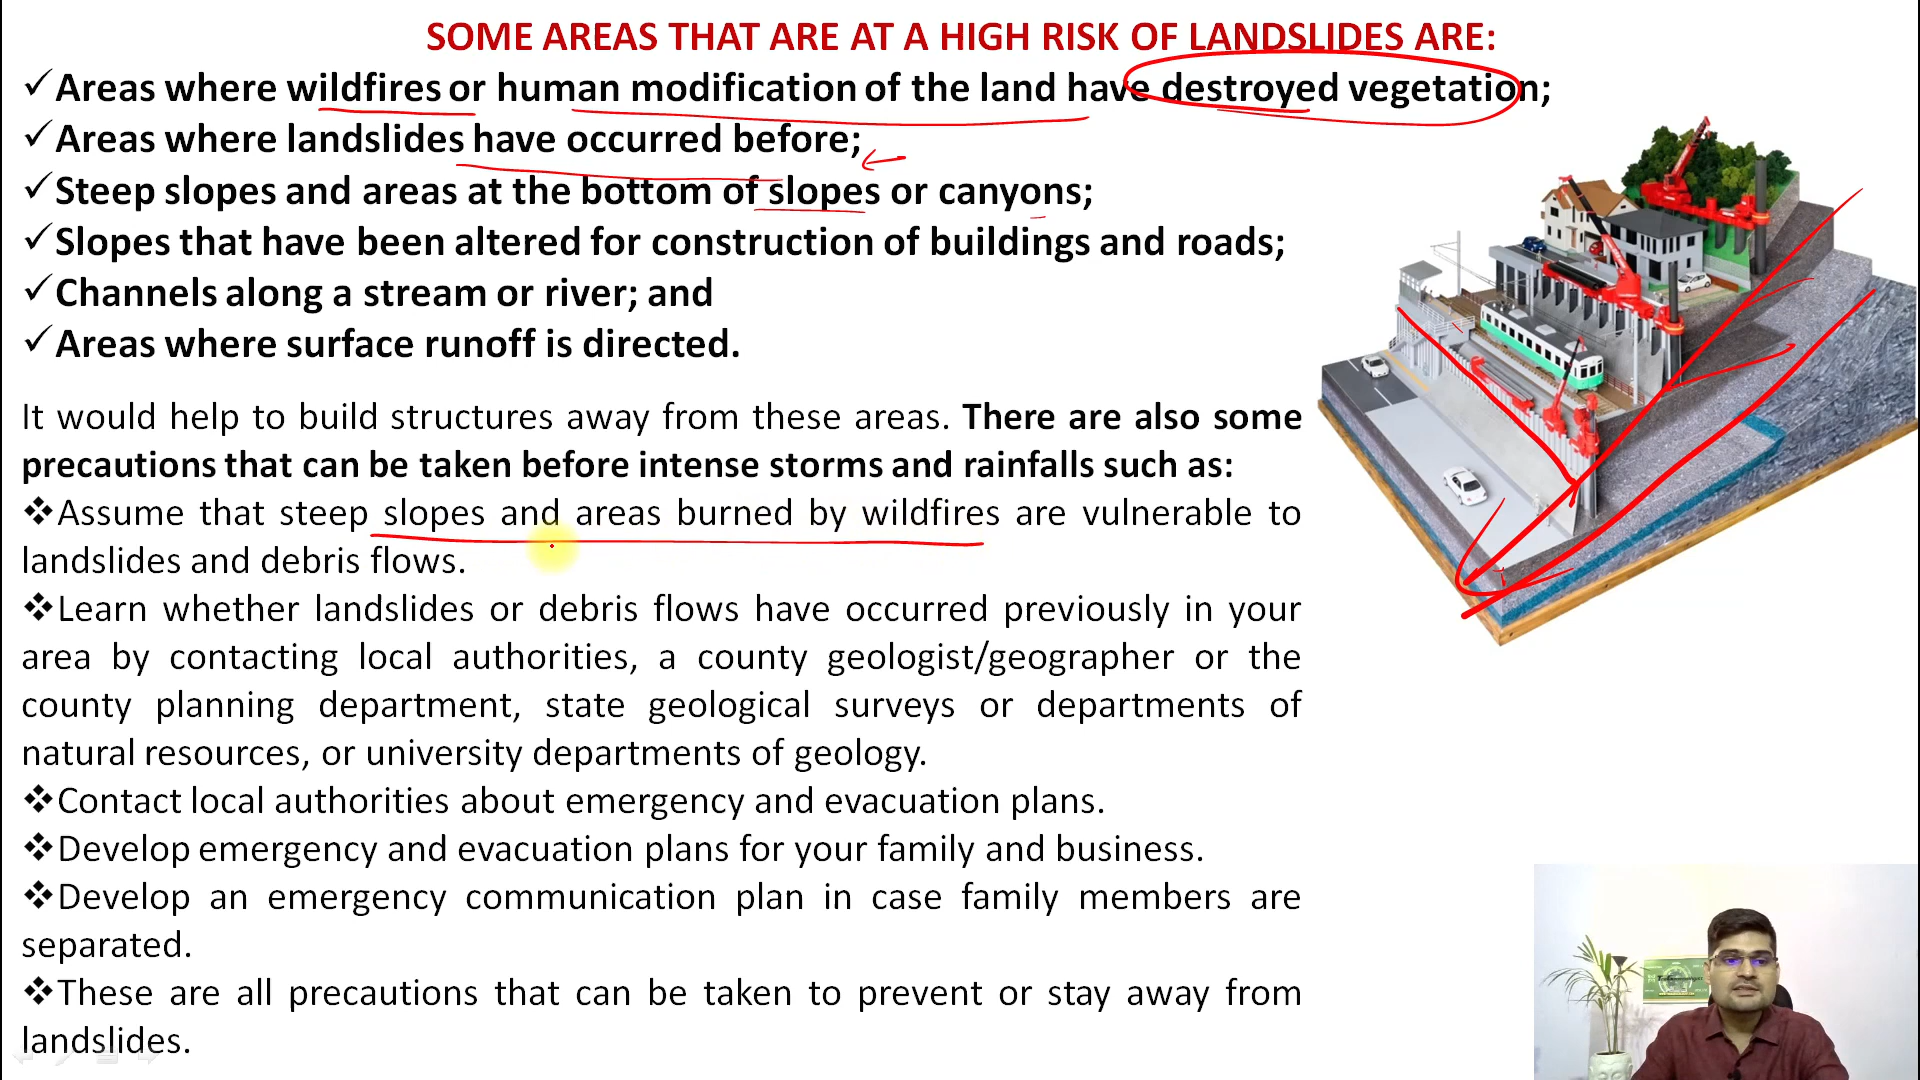 SOME AREAS THAT ARE AT A HIGH RISK OF LANDSLIDES ARE:
✓Areas where wildfires or human modification of the land have destroyed vegetation;
✓Areas where landslides have occurred before;
✓Steep slopes and areas at the bottom of slopes or canyons;
✓Slopes that have been altered for construction of buildings and roads;
✓Channels along a stream or river; and
✓Areas where surface runoff is directed.
It would help to build structures away from these areas. There are also some
precautions that can be taken before intense storms and rainfalls such as:
❖Assume that steep slopes and areas burned by wildfires are vulnerable to
landslides and debris flows.
❖Learn whether landslides or debris flows have occurred previously in your
area by contacting local authorities, a county geologist/geographer or the
county planning department, state geological surveys or departments of
natural resources, or university departments of geology.
❖Contact local authorities about emergency and evacuation plans.
❖Develop emergency and evacuation plans for your family and business.
❖Develop an emergency communication plan in case family members are
separated.
❖These are all precautions that can be taken to prevent or stay away from
landslides.